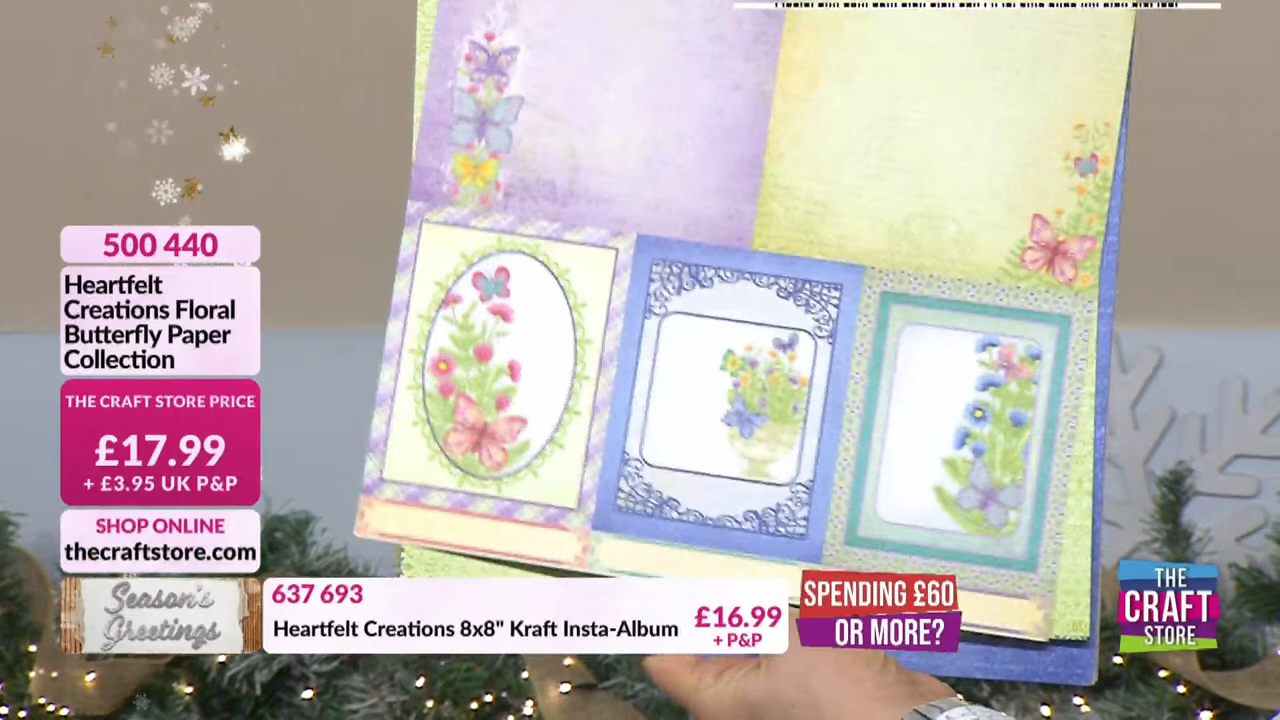 500 440
Heartfelt
Creations Floral
Butterfly Paper
Collection
THE CRAFT STORE PRICE
£17.99
+ £3.95 UK P&P
SHOP ONLINE
thecraftstore.com
Season's
Greetings
637 693
Heartfelt Creations 8x8" Kraft Insta-Album
£16.99
+ P&P
SPENDING £60
OR MORE?
THE
CRAFT
STORE